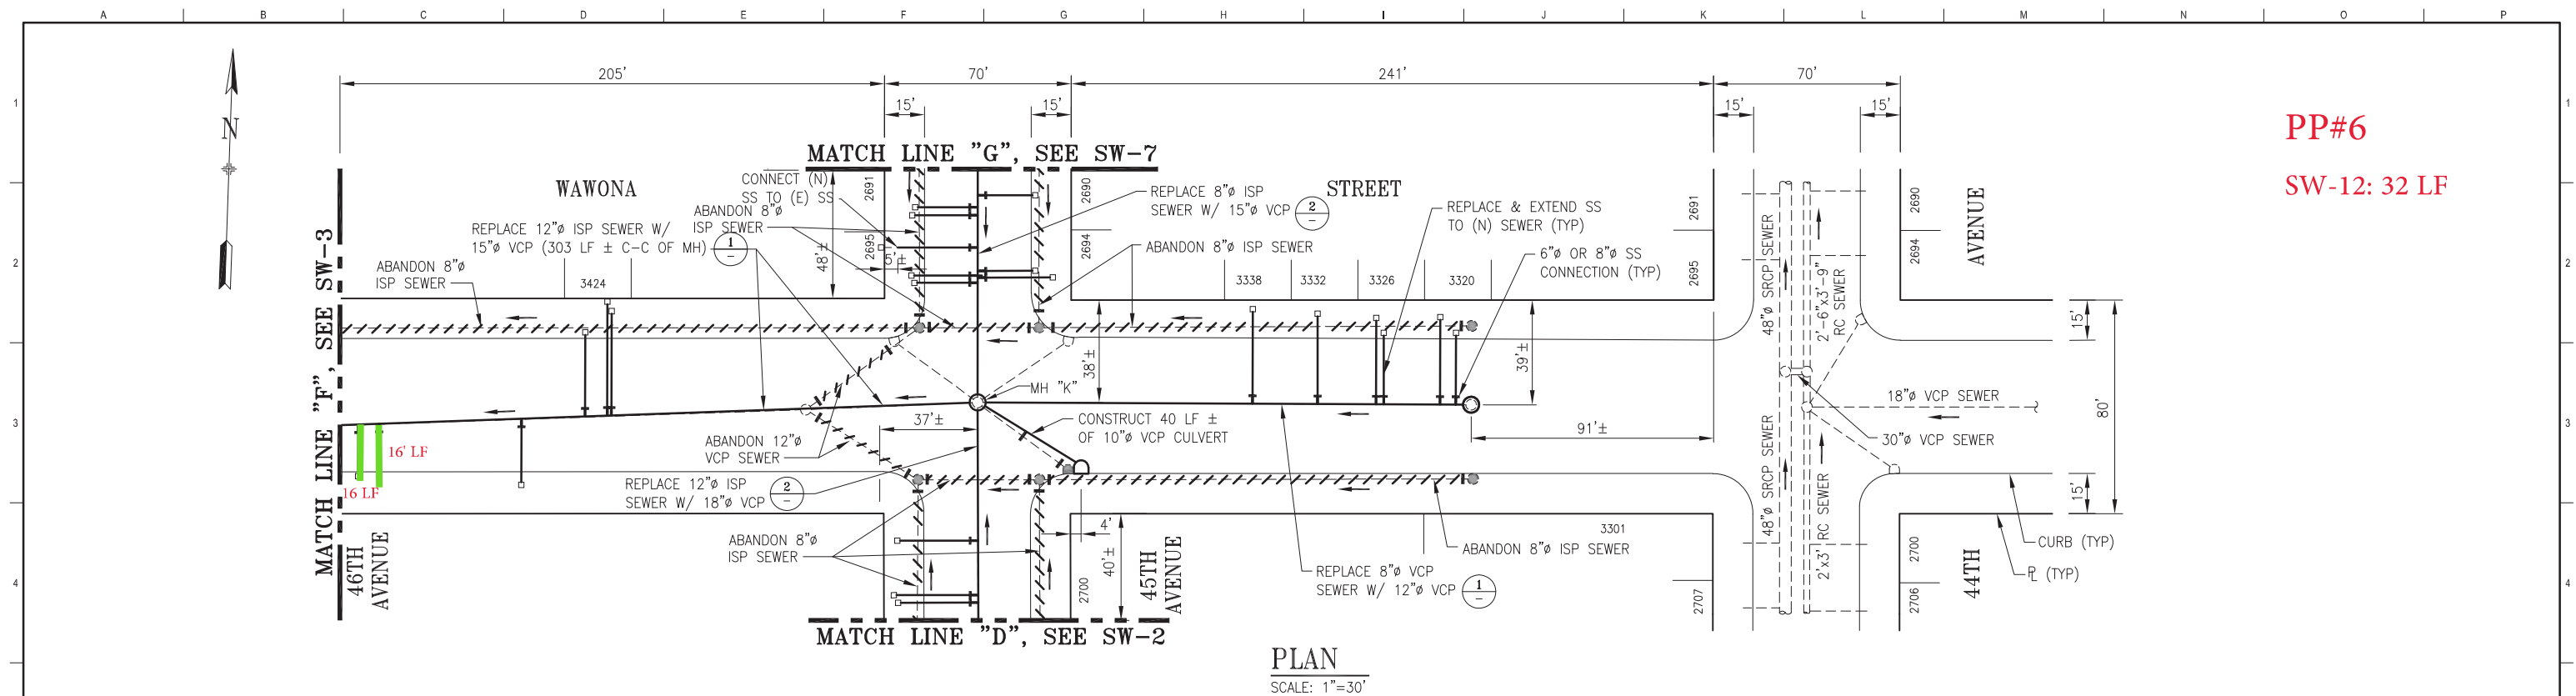 A B C D E F G H I J K L M N O P
1
2
3
4
1
2
3
4
N
205'
70'
241'
70'
15'
15'
15'
15'
PP#6
SW-12: 32 LF
MATCH LINE "G", SEE SW-7
WAWONA
STREET
AVENUE
CONNECT (N)
SS TO (E) SS
ABANDON 8"ø
ISP SEWER
REPLACE 12"ø ISP SEWER W/
15"ø VCP (303 LF ± C-C OF MH)
1
-
ABANDON 8"ø
ISP SEWER
3424
48'±
2691
2695
5'±
2690
2694
REPLACE 8"ø ISP
SEWER W/ 15"ø VCP
2
-
ABANDON 8"ø ISP SEWER
REPLACE & EXTEND SS
TO (N) SEWER (TYP)
6"ø OR 8"ø SS
CONNECTION (TYP)
3338
3332
3326
3320
2691
2695
48"ø SRCP SEWER
2'-6"x3'-9"
RC SEWER
2690
2694
15'
80'
15'
MATCH LINE "F", SEE SW-3
38'±
39'±
MH "K"
CONSTRUCT 40 LF ±
OF 10"ø VCP CULVERT
37'±
91'±
18"ø VCP SEWER
30"ø VCP SEWER
16' LF
16 LF
ABANDON 12"ø
VCP SEWER
REPLACE 12"ø ISP
SEWER W/ 18"ø VCP
2
-
ABANDON 8"ø
ISP SEWER
46TH
AVENUE
4'
40'±
2700
45TH
AVENUE
3301
ABANDON 8"ø ISP SEWER
REPLACE 8"ø VCP
SEWER W/ 12"ø VCP
1
-
2707
48"ø SRCP SEWER
2'x3' RC SEWER
2700
2706
44TH
CURB (TYP)
PL (TYP)
MATCH LINE "D", SEE SW-2
PLAN
SCALE: 1"=30'